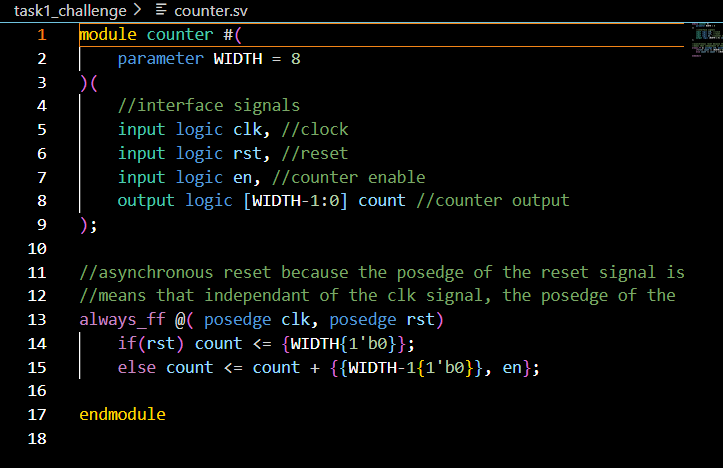 task1_challenge > counter.sv
1 module counter #(
2     parameter WIDTH = 8
3 )(
4     //interface signals
5     input logic clk, //clock
6     input logic rst, //reset
7     input logic en, //counter enable
8     output logic [WIDTH-1:0] count //counter output
9 );
10
11 //asynchronous reset because the posedge of the reset signal is
12 //means that independant of the clk signal, the posedge of the
13 always_ff @( posedge clk, posedge rst)
14     if(rst) count <= {WIDTH{1'b0}};
15     else count <= count + {{WIDTH-1{1'b0}}, en};
16
17 endmodule
18